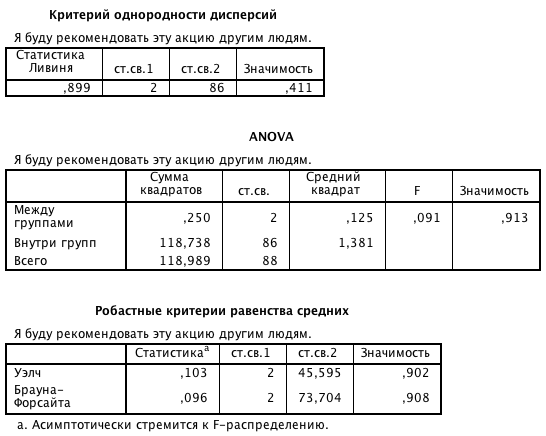 Критерий однородности дисперсий
Я буду рекомендовать эту акцию другим людям.
Статистика Ливиня ст.св.1 ст.св.2 Значимость
,899 2 86 ,411
ANOVA
Я буду рекомендовать эту акцию другим людям.
Сумма квадратов ст.св. Средний квадрат F Значимость
Между группами ,250 2 ,125 ,091 ,913
Внутри групп 118,738 86 1,381
Всего 118,989 88
Робастные критерии равенства средних
Я буду рекомендовать эту акцию другим людям.
Статистикаᵃ ст.св.1 ст.св.2 Значимость
Уэлч ,103 2 45,595 ,902
Брауна-Форсайта ,096 2 73,704 ,908
a. Асимптотически стремится к F-распределению.